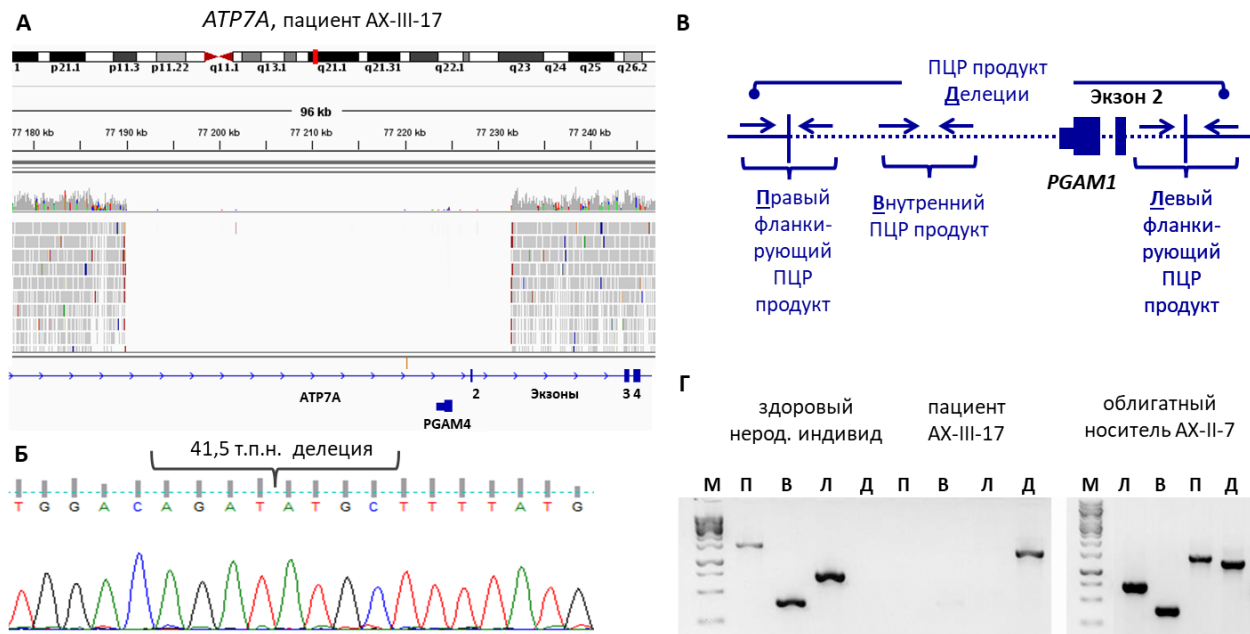 А
ATP7A, пациент AX-III-17
1 p21.1 p11.3 p11.22 q11.1 q13.1 q21.1 q21.31 q22.1 q23 q24 q25 q26.2
96 kb
77 180 kb 77 190 kb 77 200 kb 77 210 kb 77 220 kb 77 230 kb 77 240 kb
ATP7A 2 Экзоны 3 4
PGAM4
Б
41,5 т.п.н. делеция
T G G A C A G A T A T G C T T T T A T G
В
ПЦР продукт
Делеции
Экзон 2
PGAM1
Правый
фланки-
рующий
ПЦР
продукт
Внутренний
ПЦР продукт
Левый
фланки-
рующий
ПЦР
продукт
Г
здоровый
нерод. индивид
пациент
AX-III-17
облигатный
носитель AX-II-7
М П В Л Д П В Л Д М Л В П Д